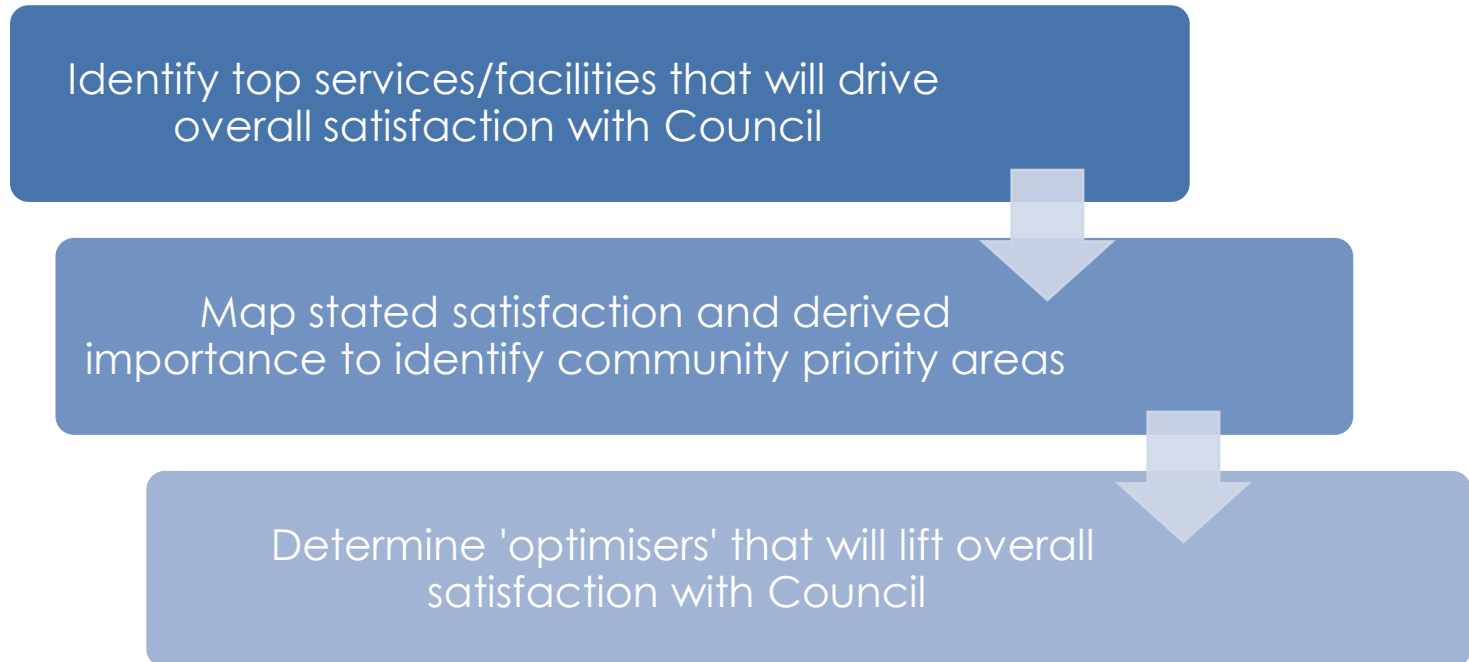 Identify top services/facilities that will drive
overall satisfaction with Council
Map stated satisfaction and derived
importance to identify community priority areas
Determine 'optimisers' that will lift overall
satisfaction with Council